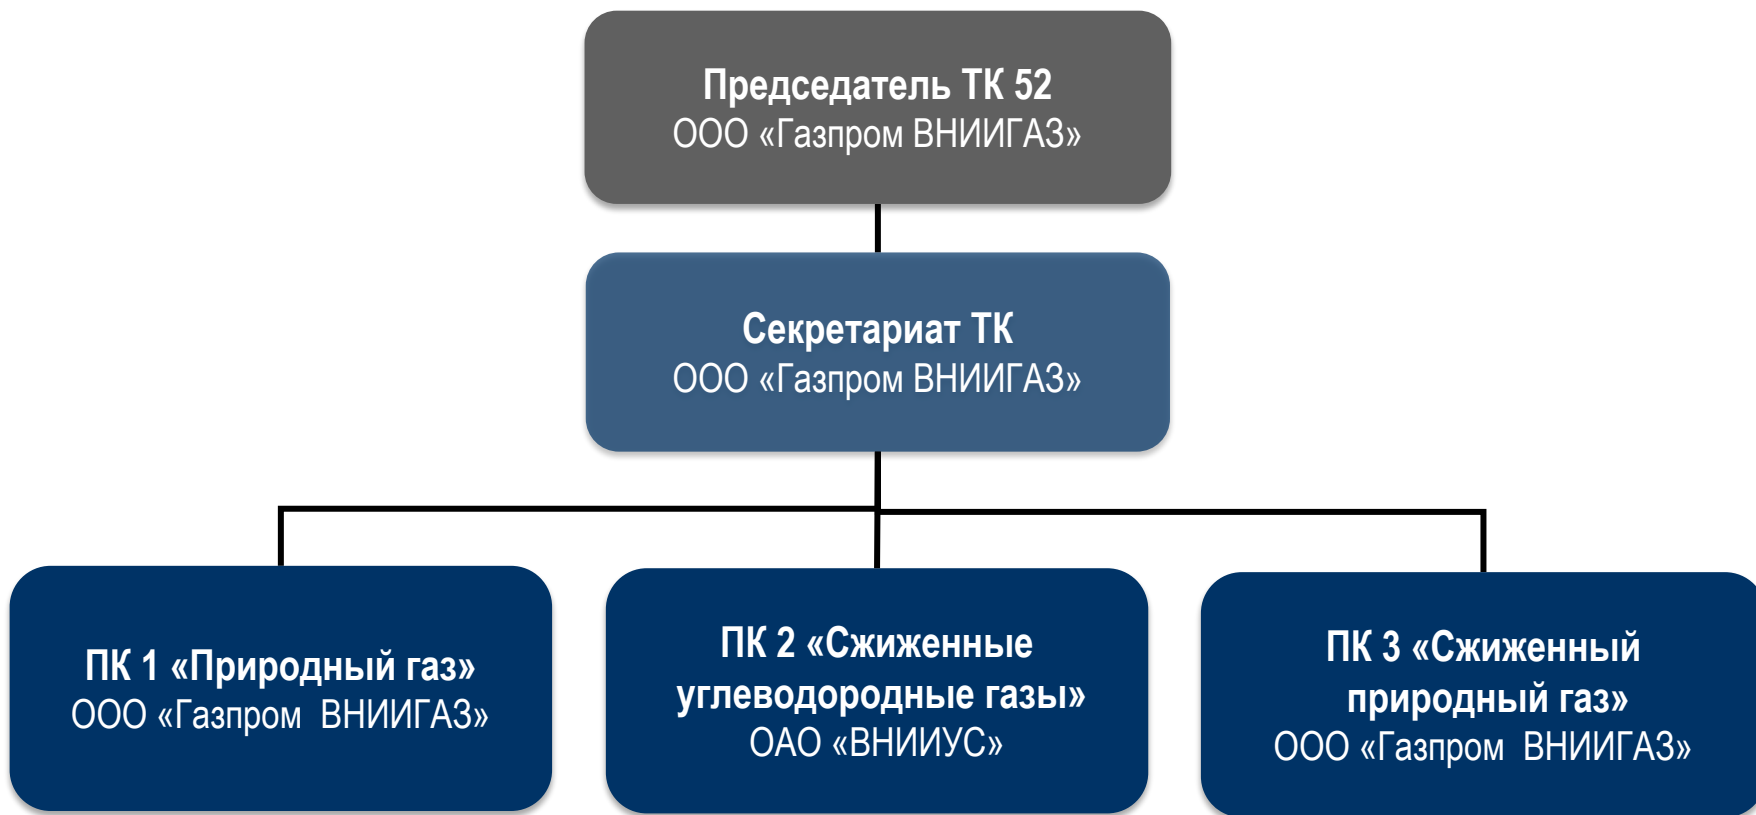 Председатель ТК 52
ООО «Газпром ВНИИГАЗ»
Секретариат ТК
ООО «Газпром ВНИИГАЗ»
ПК 1 «Природный газ»
ООО «Газпром ВНИИГАЗ»
ПК 2 «Сжиженные
углеводородные газы»
ОАО «ВНИИУС»
ПК 3 «Сжиженный
природный газ»
ООО «Газпром ВНИИГАЗ»